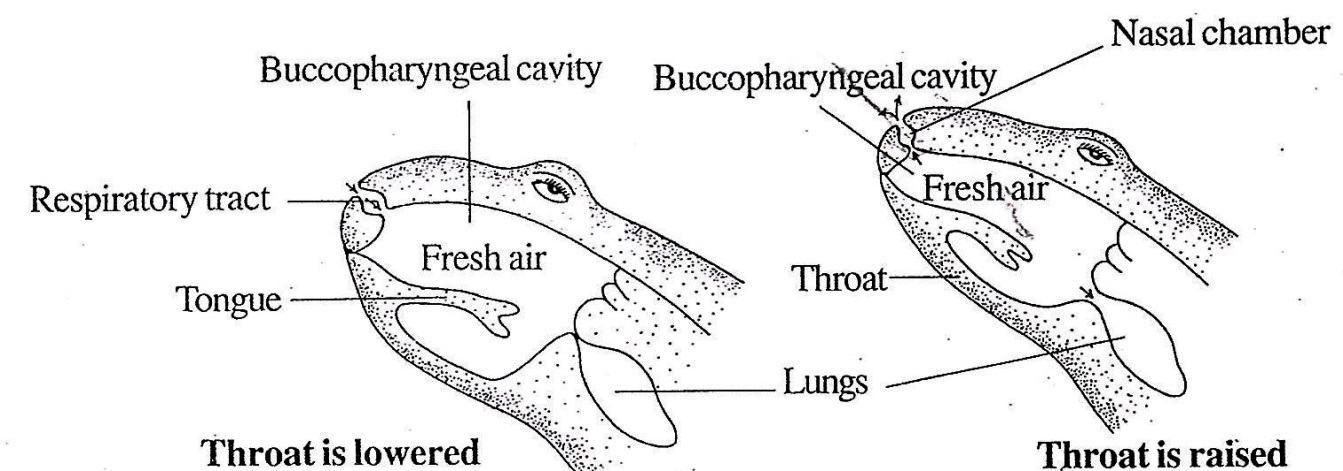 Nasal chamber
Buccopharyngeal cavity
Buccopharyngeal cavity
Respiratory tract
Fresh air
Fresh air
Tongue
Throat
Lungs
Throat is lowered
Throat is raised